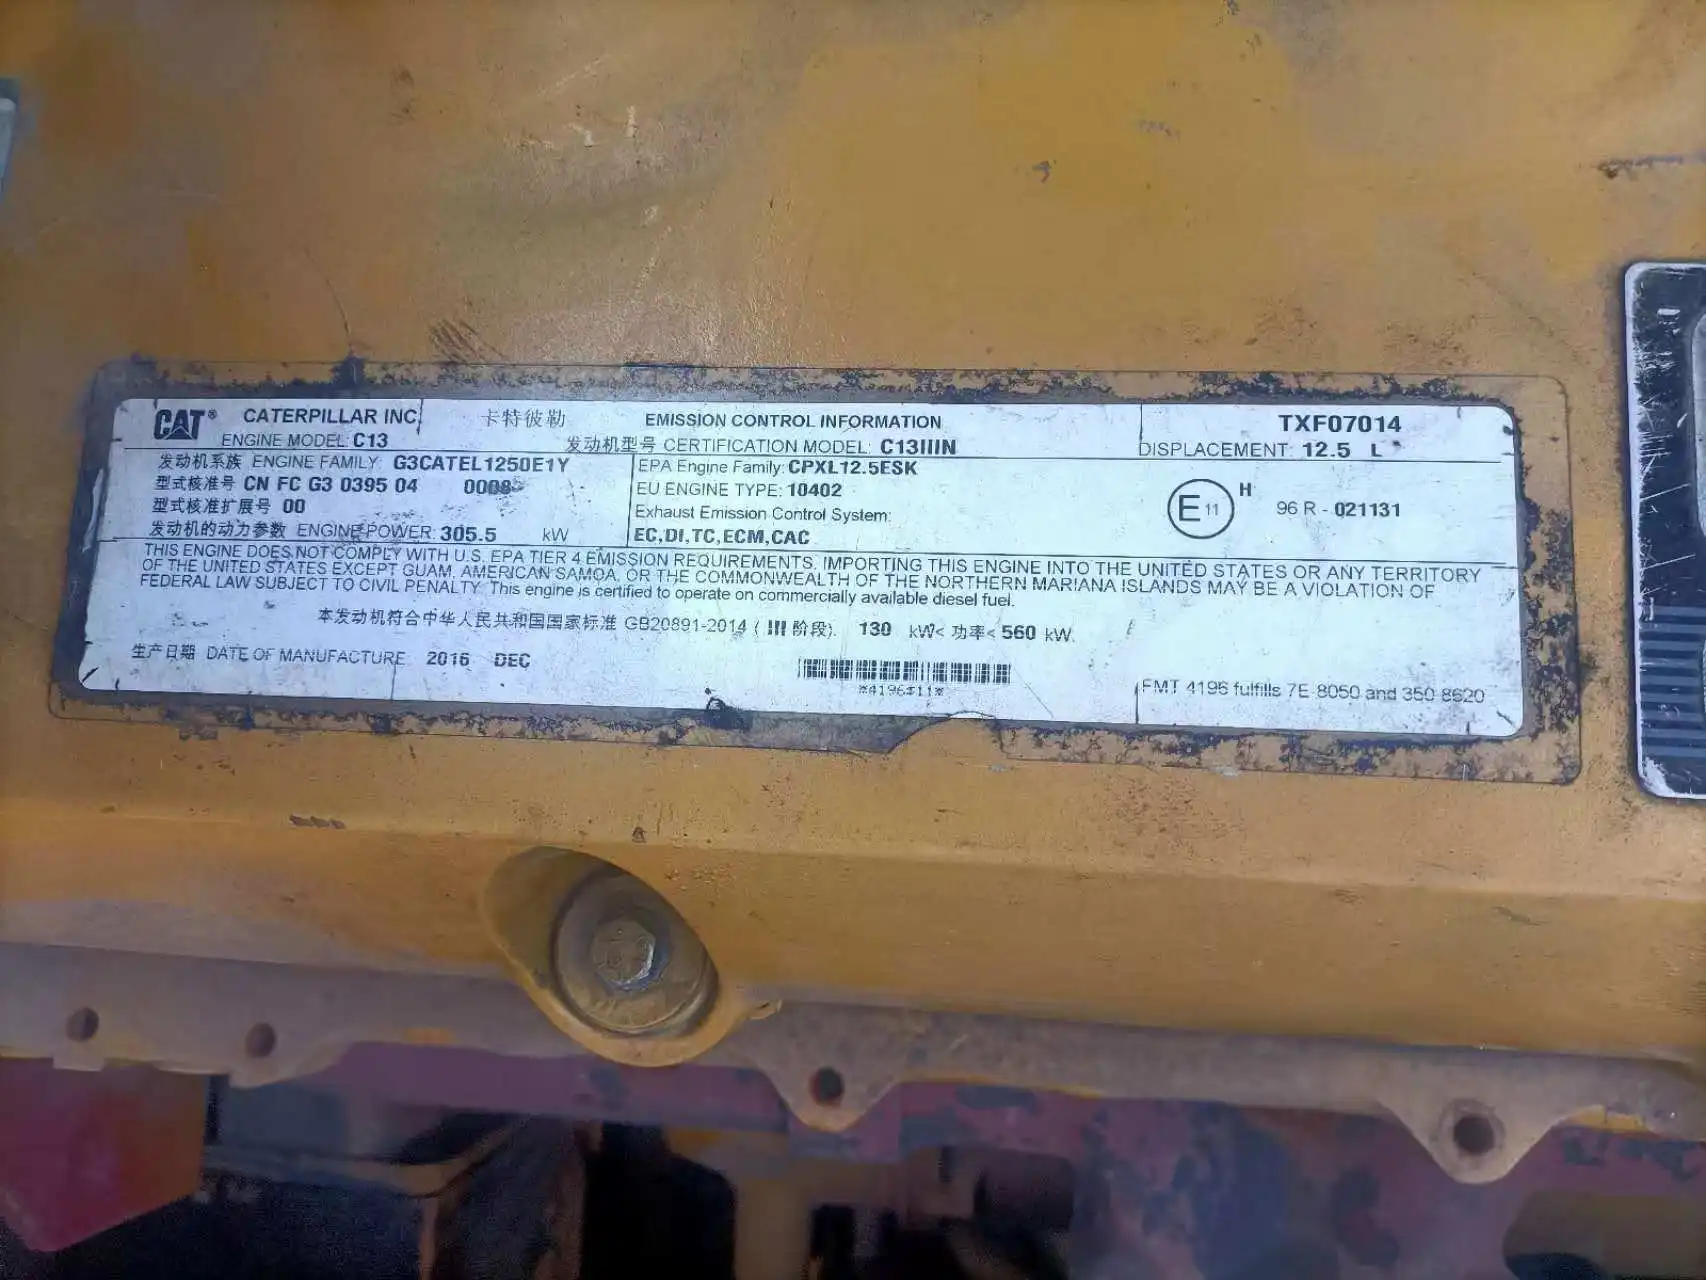 CAT® CATERPILLAR INC 卡特彼勒 EMISSION CONTROL INFORMATION TXF07014
ENGINE MODEL: C13 发动机型号 CERTIFICATION MODEL: C13IIIN DISPLACEMENT: 12.5 L
发动机系族 ENGINE FAMILY: G3CATEL1250E1Y
型式核准号 CN FC G3 0395 04 0008
型式核准扩展号 00
发动机的动力参数 ENGINE POWER: 305.5 kW
EPA Engine Family: CPXL12.5ESK
EU ENGINE TYPE: 10402
Exhaust Emission Control System:
EC,DI,TC,ECM,CAC
E 11 H 96 R - 021131
THIS ENGINE DOES NOT COMPLY WITH U.S. EPA TIER 4 EMISSION REQUIREMENTS. IMPORTING THIS ENGINE INTO THE UNITED STATES OR ANY TERRITORY
OF THE UNITED STATES EXCEPT GUAM, AMERICAN SAMOA, OR THE COMMONWEALTH OF THE NORTHERN MARIANA ISLANDS MAY BE A VIOLATION OF
FEDERAL LAW SUBJECT TO CIVIL PENALTY. This engine is certified to operate on commercially available diesel fuel.
本发动机符合中华人民共和国国家标准 GB20891-2014 ( III 阶段). 130 kW< 功率< 560 kW.
生产日期 DATE OF MANUFACTURE 2016 DEC
FMT 4196 fulfills 7E-8050 and 350-8620